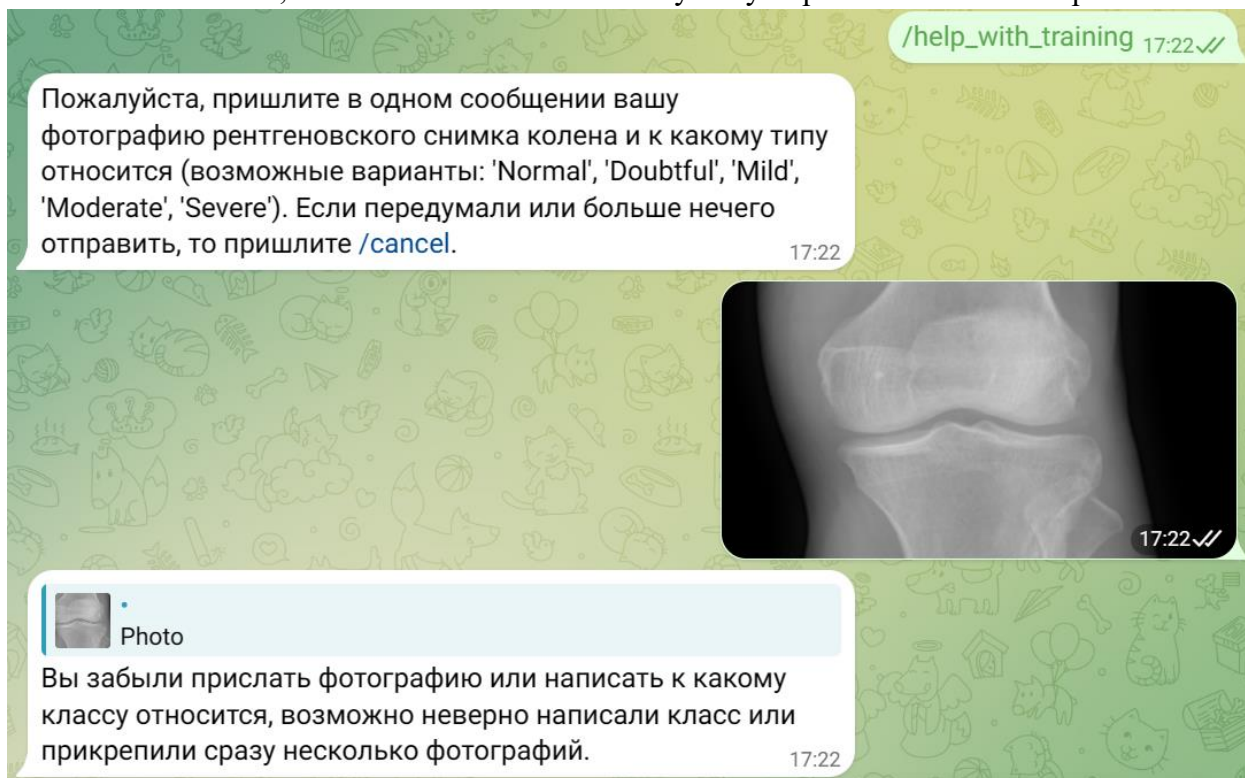 /help_with_training 17:22
Пожалуйста, пришлите в одном сообщении вашу
фотографию рентгеновского снимка колена и к какому типу
относится (возможные варианты: 'Normal', 'Doubtful', 'Mild',
'Moderate', 'Severe'). Если передумали или больше нечего
отправить, то пришлите /cancel.
17:22
17:22
Photo
Вы забыли прислать фотографию или написать к какому
классу относится, возможно неверно написали класс или
прикрепили сразу несколько фотографий.
17:22